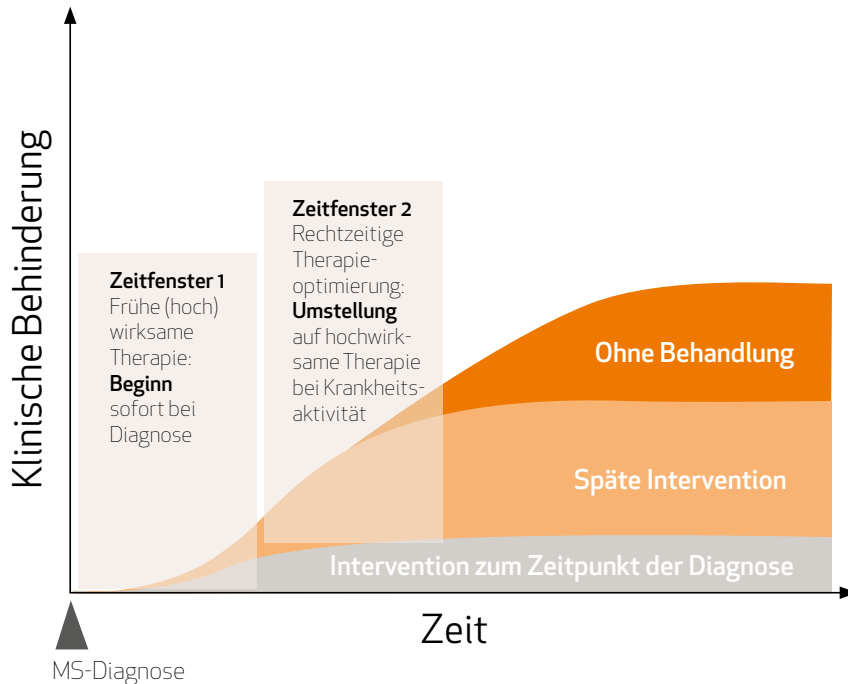 Klinische Behinderung
Zeitfenster 1
Frühe (hoch)
wirksame
Therapie:
Beginn
sofort bei
Diagnose
Zeitfenster 2
Rechtzeitige
Therapie-
optimierung:
Umstellung
auf hochwirk-
same Therapie
bei Krankheits-
aktivität
Ohne Behandlung
Späte Intervention
Intervention zum Zeitpunkt der Diagnose
Zeit
MS-Diagnose